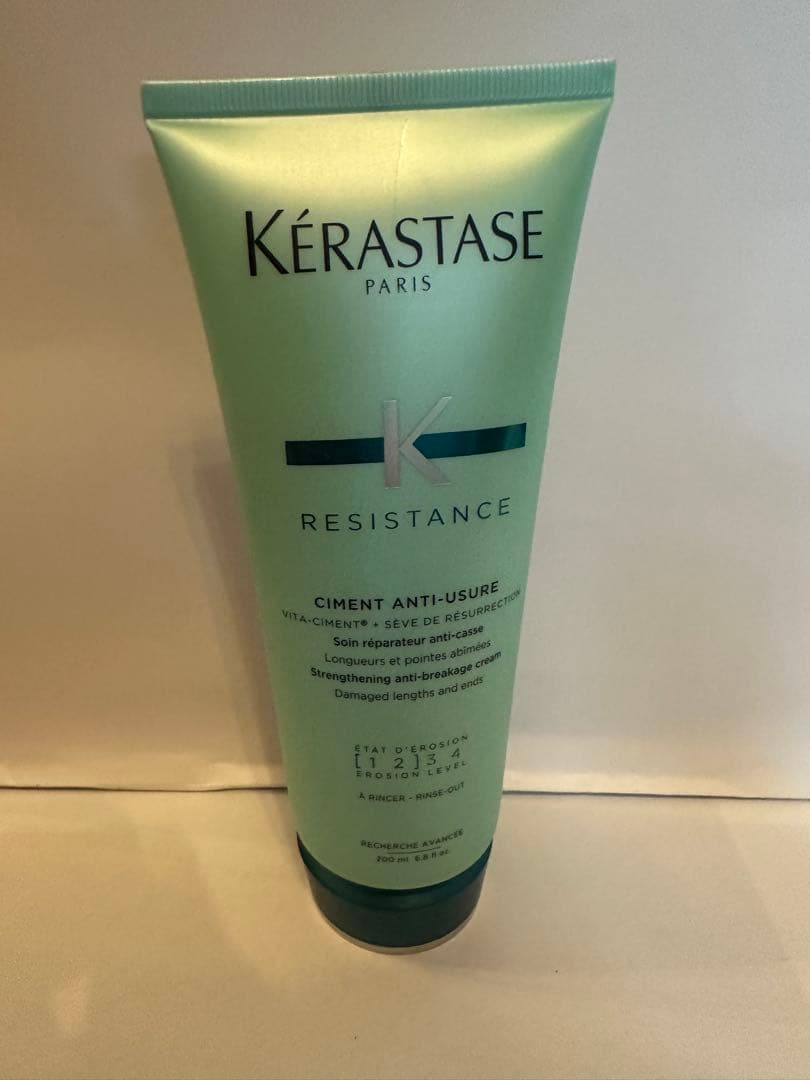 KÉRASTASE
PARIS
K
RESISTANCE
CIMENT ANTI-USURE
VITA-CIMENT® + SÈVE DE RÉSURRECTION
Soin réparateur anti-casse
Longueurs et pointes abîmées
Strengthening anti-breakage cream
Damaged lengths and ends
ÉTAT D'ÉROSION
[1 2]3 4
EROSION LEVEL
À RINCER - RINSE-OUT
RECHERCHE AVANCÉE
200 ml 6.8 fl oz.